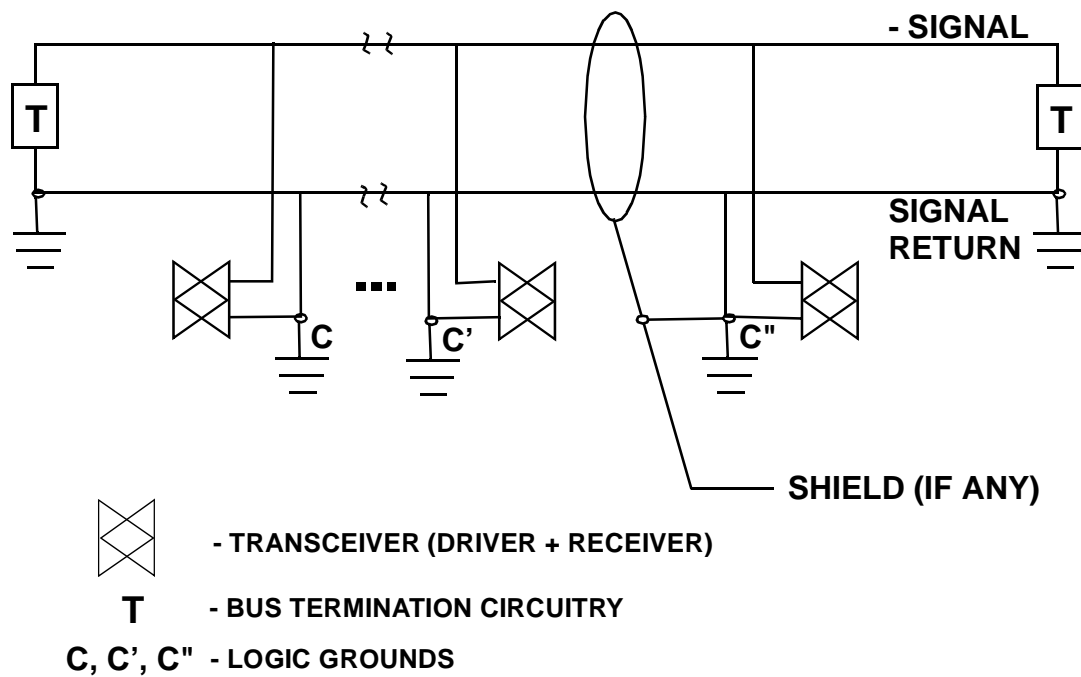 - SIGNAL
T
T
SIGNAL
RETURN
C
C’
C"
SHIELD (IF ANY)
- TRANSCEIVER (DRIVER + RECEIVER)
T - BUS TERMINATION CIRCUITRY
C, C’, C" - LOGIC GROUNDS